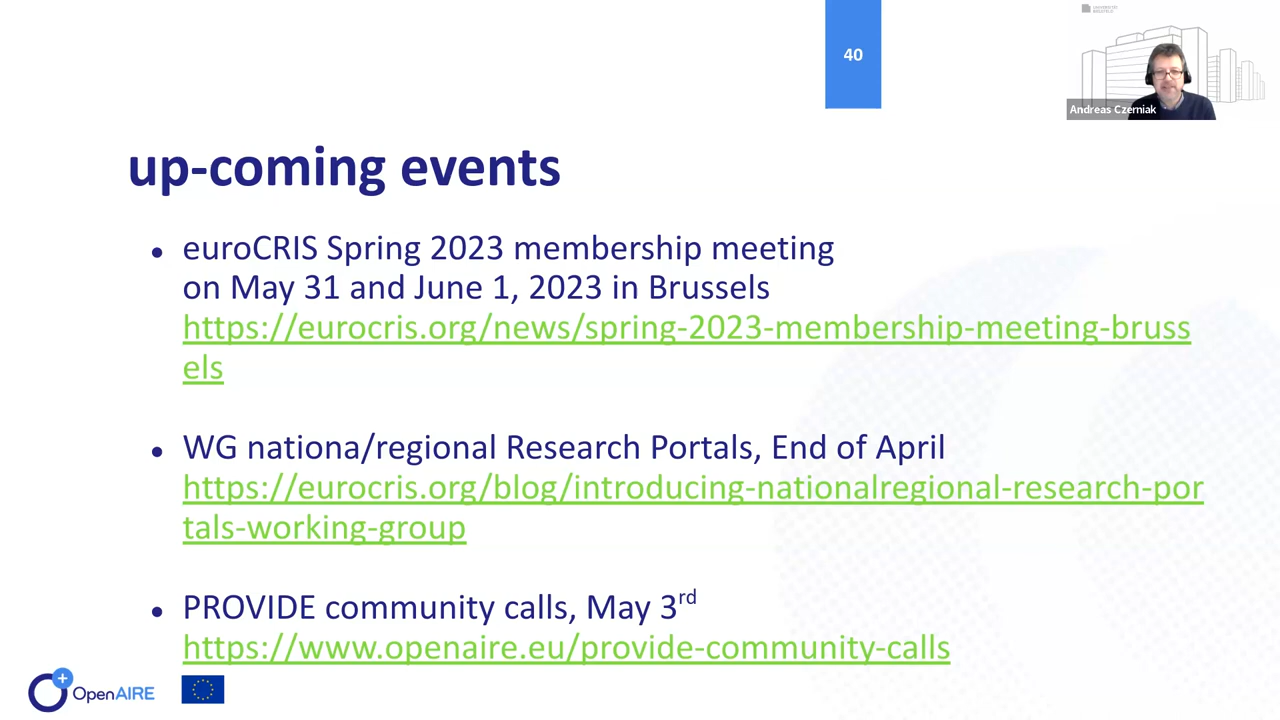 40
UNIVERSITÄT
BIELEFELD
Andreas Czerniak
up-coming events
• euroCRIS Spring 2023 membership meeting
on May 31 and June 1, 2023 in Brussels
https://eurocris.org/news/spring-2023-membership-meeting-bruss
els
• WG nationa/regional Research Portals, End of April
https://eurocris.org/blog/introducing-nationalregional-research-por
tals-working-group
• PROVIDE community calls, May 3rd
https://www.openaire.eu/provide-community-calls
OpenAIRE